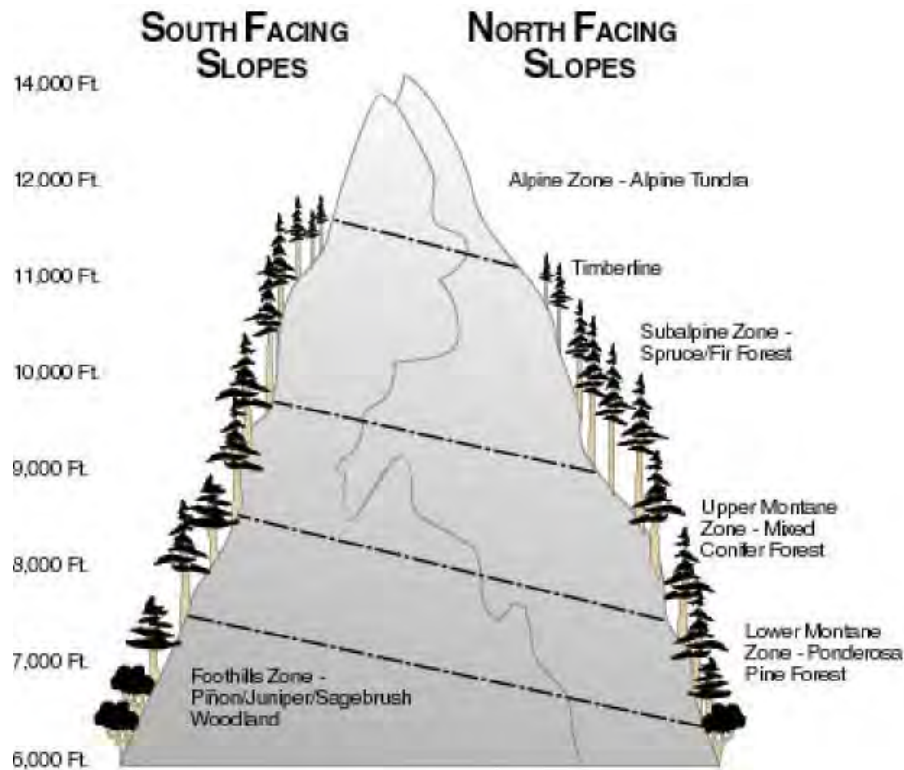 SOUTH FACING
SLOPES
NORTH FACING
SLOPES
14,000 Ft.
12,000 Ft.
Alpine Zone - Alpine Tundra
11,000 Ft.
Timberline
Subalpine Zone -
Spruce/Fir Forest
10,000 Ft.
9,000 Ft.
Upper Montane
Zone - Mixed
Conifer Forest
8,000 Ft.
Lower Montane
Zone - Ponderosa
Pine Forest
7,000 Ft.
Foothills Zone -
Piñon/Juniper/Sagebrush
Woodland
6,000 Ft.